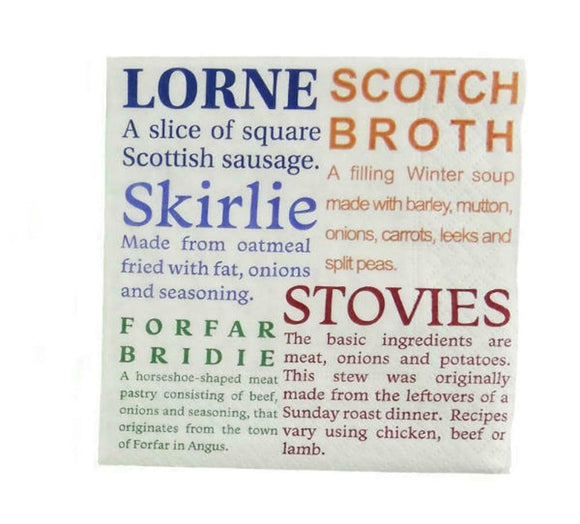 LORNE
A slice of square
Scottish sausage.
SCOTCH
BROTH
A filling Winter soup
made with barley, mutton,
onions, carrots, leeks and
split peas.
Skirlie
Made from oatmeal
fried with fat, onions
and seasoning.
STOVIES
The basic ingredients are
meat, onions and potatoes.
This stew was originally
made from the leftovers of a
Sunday roast dinner. Recipes
vary using chicken, beef or
lamb.
FORFAR
BRIDIE
A horseshoe-shaped meat
pastry consisting of beef,
onions and seasoning, that
originates from the town
of Forfar in Angus.